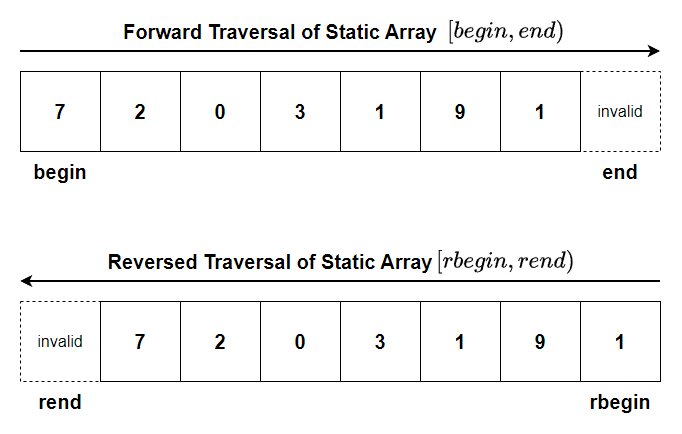 Forward Traversal of Static Array [begin, end)
7 2 0 3 1 9 1 invalid
begin end
Reversed Traversal of Static Array [rbegin, rend)
invalid 7 2 0 3 1 9 1
rend rbegin